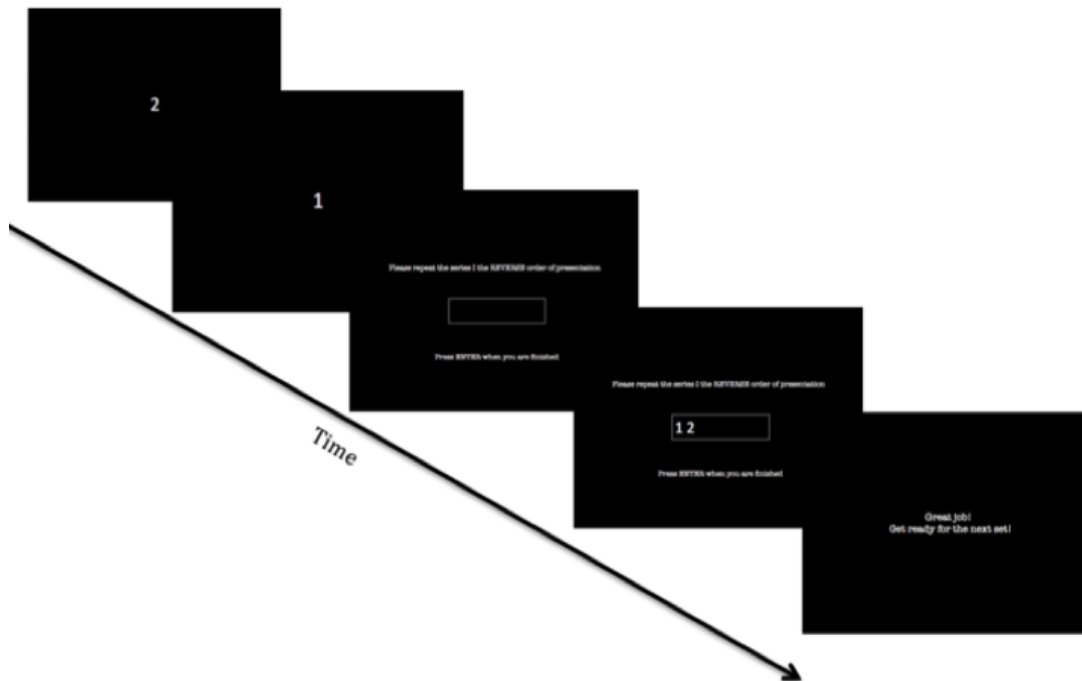 2
1
Please repeat the series I the REVERSE order of presentation
Press ENTER when you are finished
Please repeat the series I the REVERSE order of presentation
1 2
Press ENTER when you are finished
Time
Great job!
Get ready for the next set!